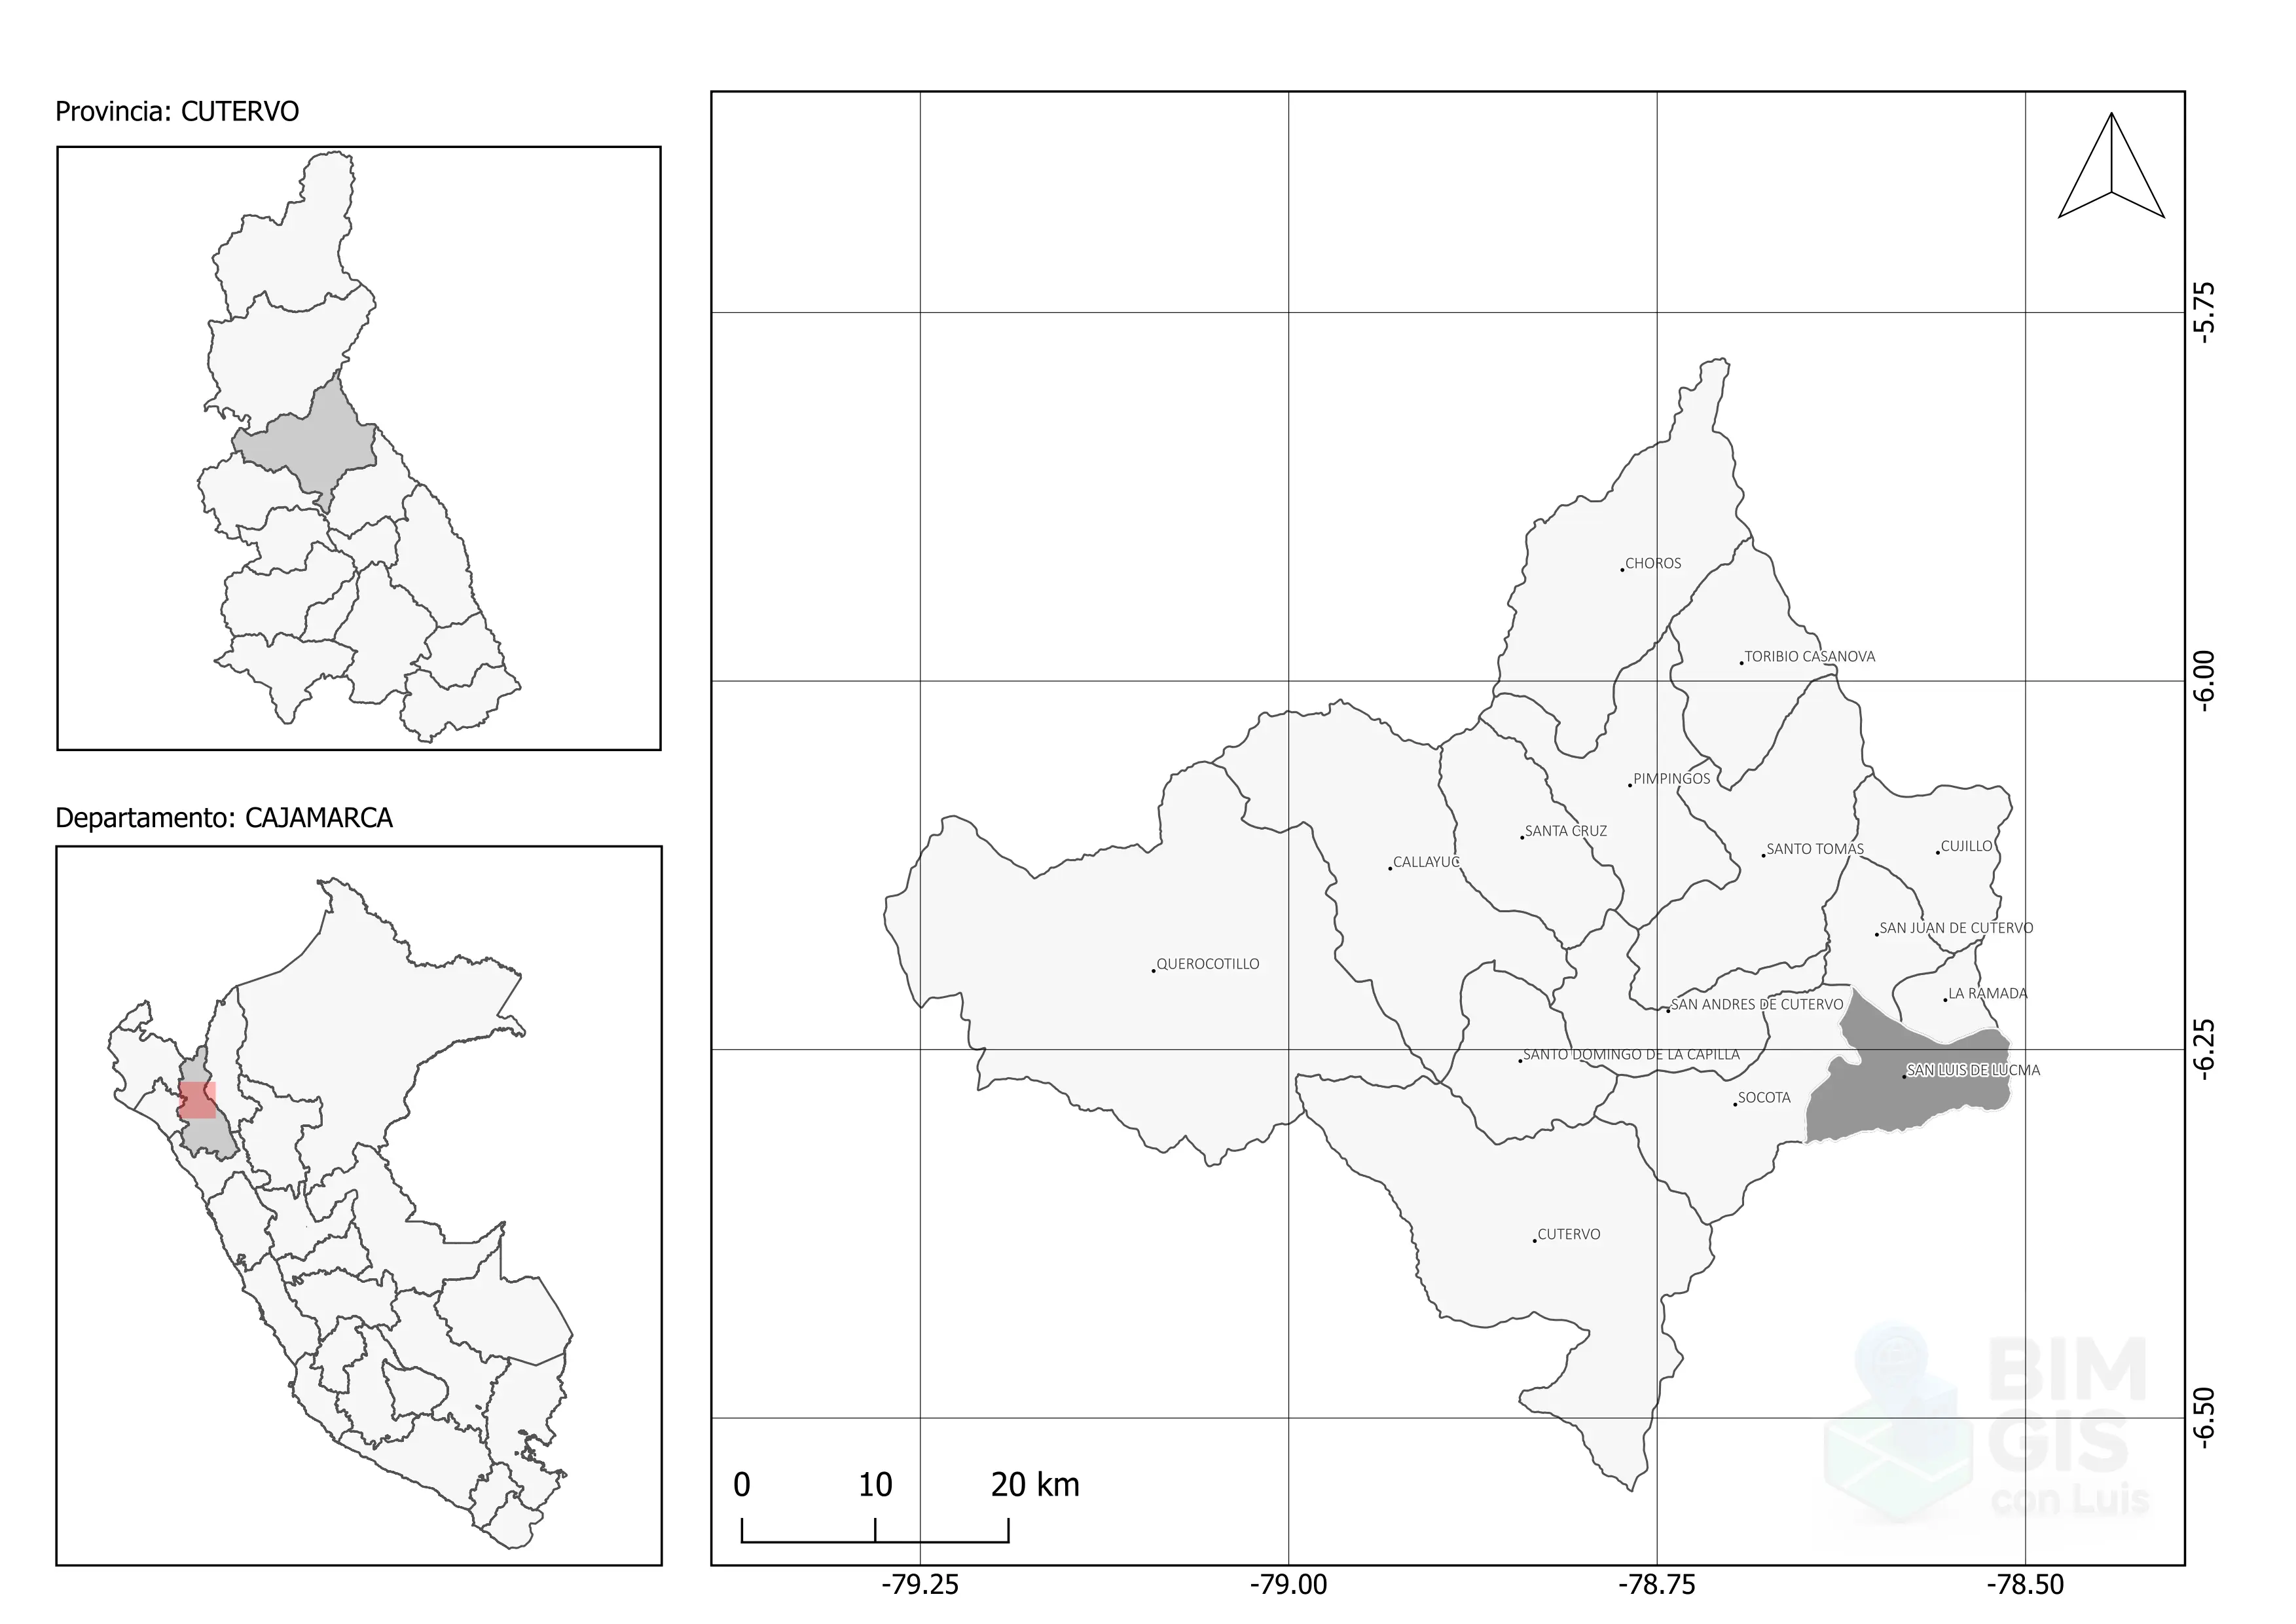 Provincia: CUTERVO
Departamento: CAJAMARCA
CHOROS
TORIBIO CASANOVA
PIMPINGOS
SANTA CRUZ
SANTO TOMAS
CUJILLO
CALLAYUC
SAN JUAN DE CUTERVO
QUEROCOTILLO
LA RAMADA
SAN ANDRES DE CUTERVO
SANTO DOMINGO DE LA CAPILLA
SAN LUIS DE LUCMA
SOCOTA
CUTERVO
-5.75
-6.00
-6.25
-6.50
0 10 20 km
BIM
GIS
con Luis
-79.25 -79.00 -78.75 -78.50